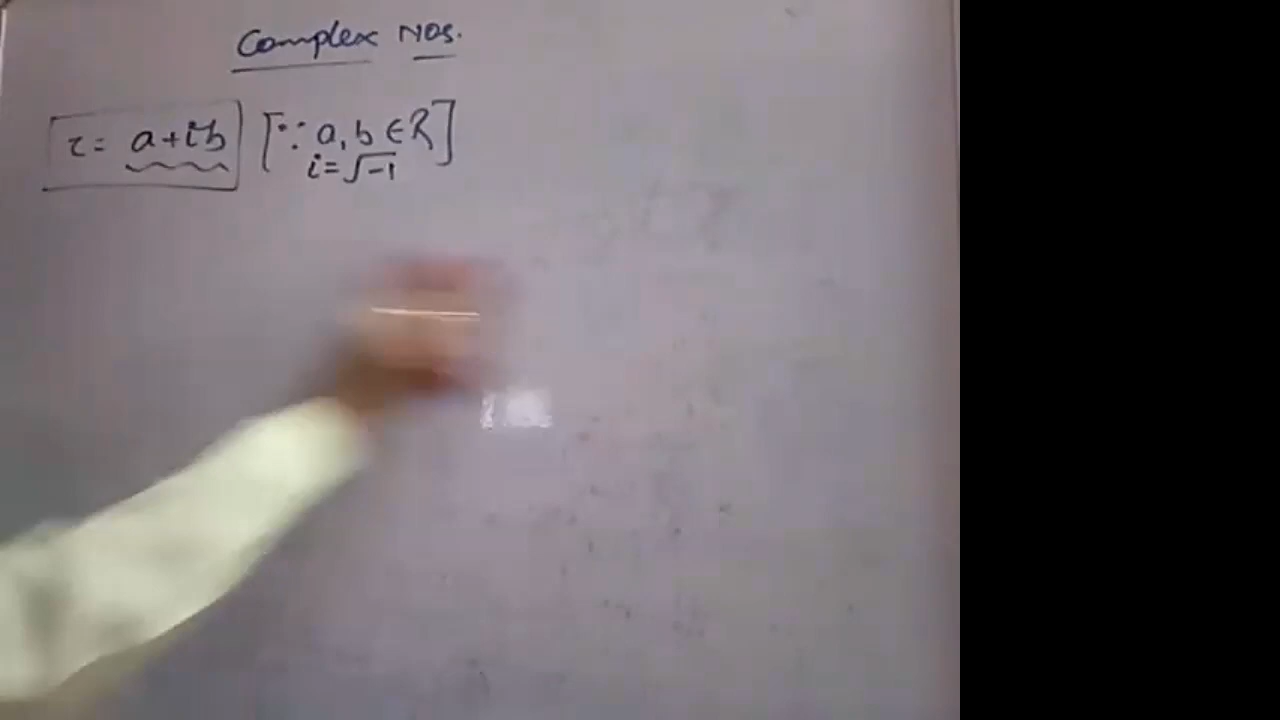 Complex Nos.
z = a+ib [∵ a, b ∈ R]
i = √-1